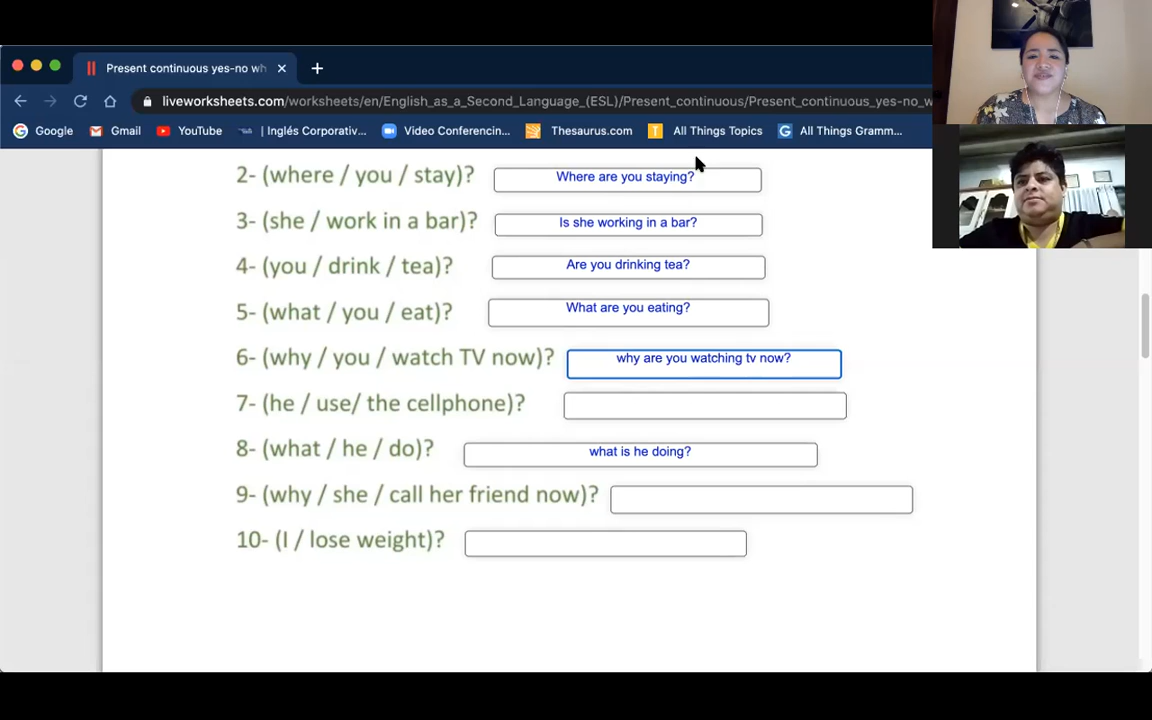 Present continuous yes-no wh
liveworksheets.com/worksheets/en/English_as_a_Second_Language_(ESL)/Present_continuous/Present_continuous_yes-no_w
Google Gmail YouTube | Inglés Corporativ... Video Conferencin... Thesaurus.com All Things Topics All Things Gramm...
2- (where / you / stay)? Where are you staying?
3- (she / work in a bar)? Is she working in a bar?
4- (you / drink / tea)? Are you drinking tea?
5- (what / you / eat)? What are you eating?
6- (why / you / watch TV now)? why are you watching tv now?
7- (he / use/ the cellphone)?
8- (what / he / do)? what is he doing?
9- (why / she / call her friend now)?
10- (I / lose weight)?